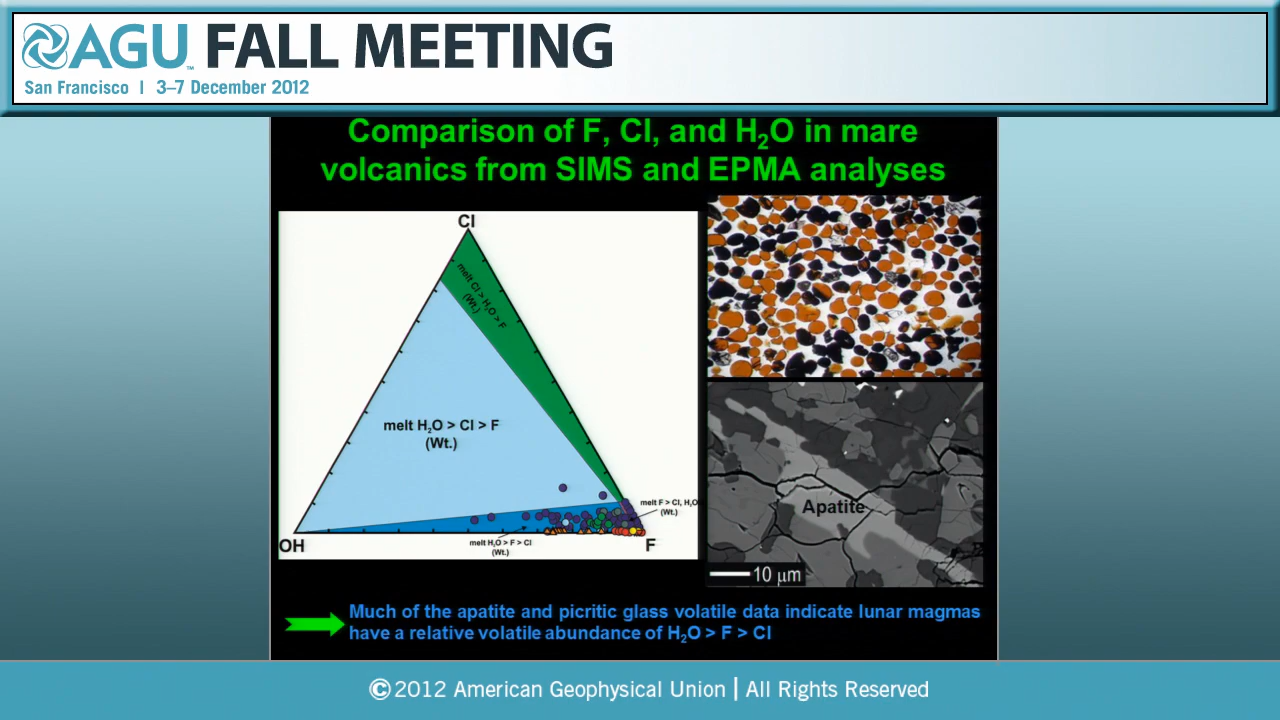 AGU™ FALL MEETING
San Francisco | 3–7 December 2012
Comparison of F, Cl, and H₂O in mare
volcanics from SIMS and EPMA analyses
Cl
melt Cl > H₂O > F
(Wt.)
melt H₂O > Cl > F
(Wt.)
melt F > Cl, H₂O
(Wt.)
OH
melt H₂O > F > Cl
(Wt.)
F
Apatite
10 μm
Much of the apatite and picritic glass volatile data indicate lunar magmas
have a relative volatile abundance of H₂O > F > Cl
©2012 American Geophysical Union | All Rights Reserved